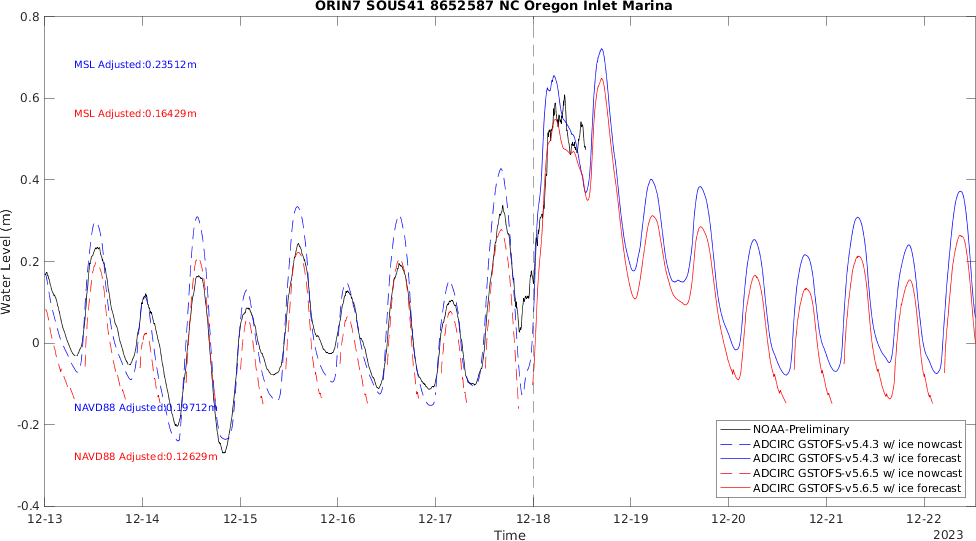 ORIN7 SOUS41 8652587 NC Oregon Inlet Marina
Water Level (m)
0.8
0.6
0.4
0.2
0
-0.2
-0.4
MSL Adjusted:0.23512m
MSL Adjusted:0.16429m
NAVD88 Adjusted:0.19712m
NAVD88 Adjusted:0.12629m
NOAA-Preliminary
ADCIRC GSTOFS-v5.4.3 w/ ice nowcast
ADCIRC GSTOFS-v5.4.3 w/ ice forecast
ADCIRC GSTOFS-v5.6.5 w/ ice nowcast
ADCIRC GSTOFS-v5.6.5 w/ ice forecast
12-13 12-14 12-15 12-16 12-17 12-18 12-19 12-20 12-21 12-22
Time
2023